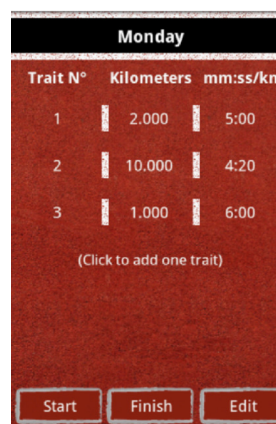 Monday
Trait N° Kilometers mm:ss/km
1 2.000 5:00
2 10.000 4:20
3 1.000 6:00
(Click to add one trait)
Start Finish Edit